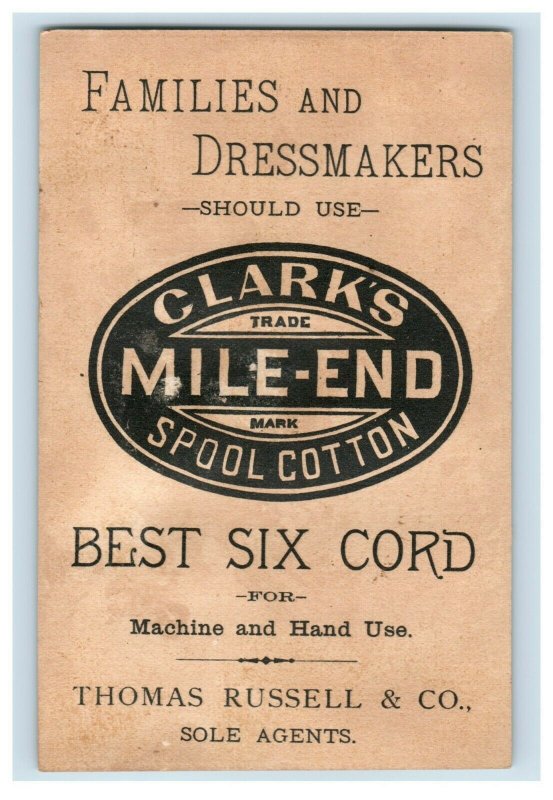 FAMILIES AND
DRESSMAKERS
—SHOULD USE—
CLARK'S
TRADE
MILE-END
MARK
SPOOL COTTON
BEST SIX CORD
—FOR—
Machine and Hand Use.
THOMAS RUSSELL & CO.,
SOLE AGENTS.